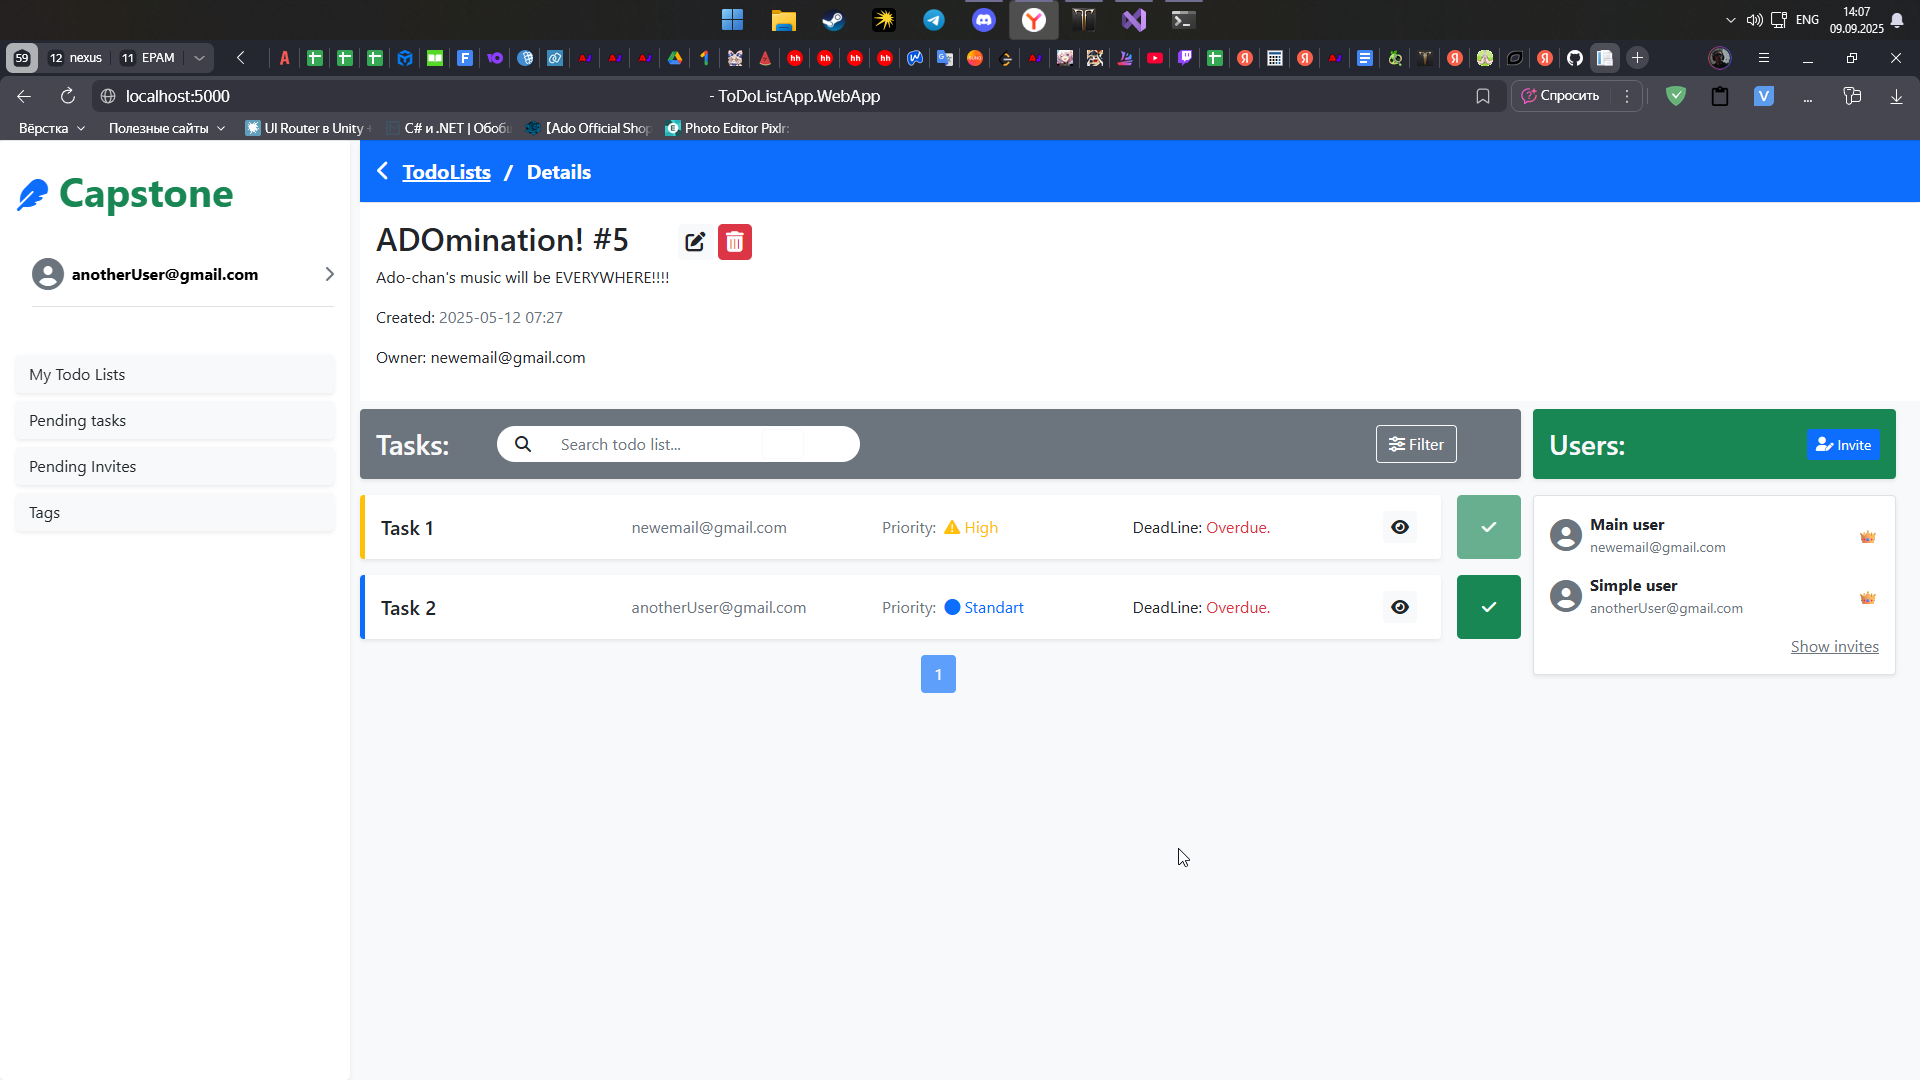 ENG
14:07
09.09.2025
59
12 nexus
11 EPAM
localhost:5000
- ToDoListApp.WebApp
Спросить
Вёрстка
Полезные сайты
UI Router в Unity
C# и .NET | Обобщ
【Ado Official Shop
Photo Editor Pixlr:
Capstone
anotherUser@gmail.com
My Todo Lists
Pending tasks
Pending Invites
Tags
TodoLists / Details
ADOmination! #5
Ado-chan's music will be EVERYWHERE!!!!
Created: 2025-05-12 07:27
Owner: newemail@gmail.com
Tasks:
Search todo list...
Filter
Task 1
newemail@gmail.com
Priority: High
DeadLine: Overdue.
Task 2
anotherUser@gmail.com
Priority: Standart
DeadLine: Overdue.
1
Users:
Invite
Main user
newemail@gmail.com
Simple user
anotherUser@gmail.com
Show invites